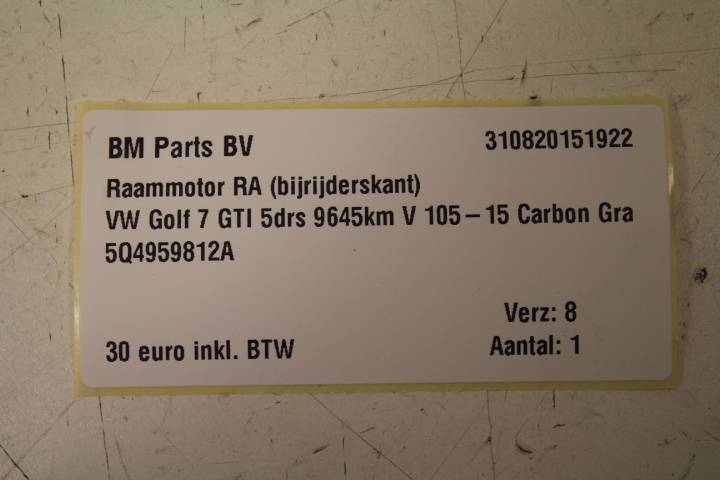 BM Parts BV 310820151922
Raammotor RA (bijrijderskant)
VW Golf 7 GTI 5drs 9645km V 105-15 Carbon Gra
5Q4959812A
Verz: 8
30 euro inkl. BTW Aantal: 1